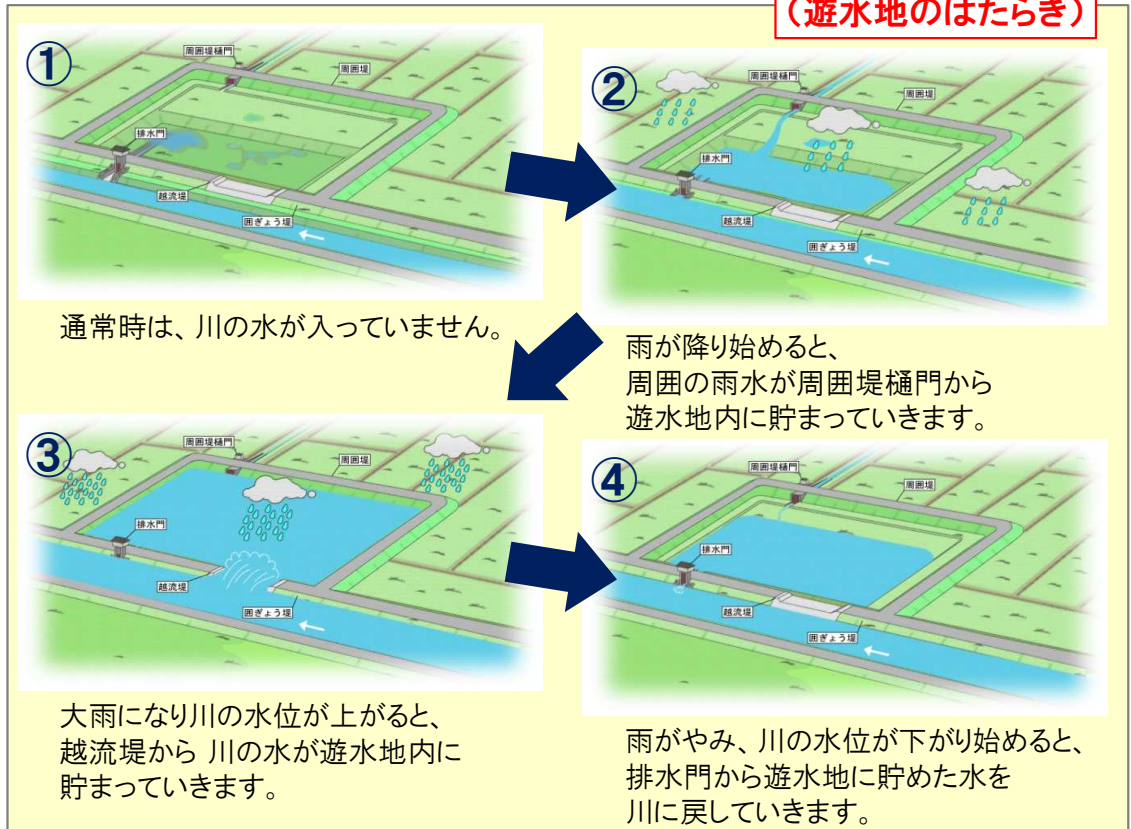 (遊水地のはたらき)
①
周囲堤樋門
周囲堤
排水門
越流堤
囲ぎょう堤
通常時は、川の水が入っていません。
②
周囲堤樋門
周囲堤
排水門
越流堤
囲ぎょう堤
雨が降り始めると、
周囲の雨水が周囲堤樋門から
遊水地内に貯まっていきます。
③
周囲堤樋門
周囲堤
排水門
越流堤
囲ぎょう堤
大雨になり川の水位が上がると、
越流堤から 川の水が遊水地内に
貯まっていきます。
④
周囲堤樋門
周囲堤
排水門
越流堤
囲ぎょう堤
雨がやみ、川の水位が下がり始めると、
排水門から遊水地に貯めた水を
川に戻していきます。